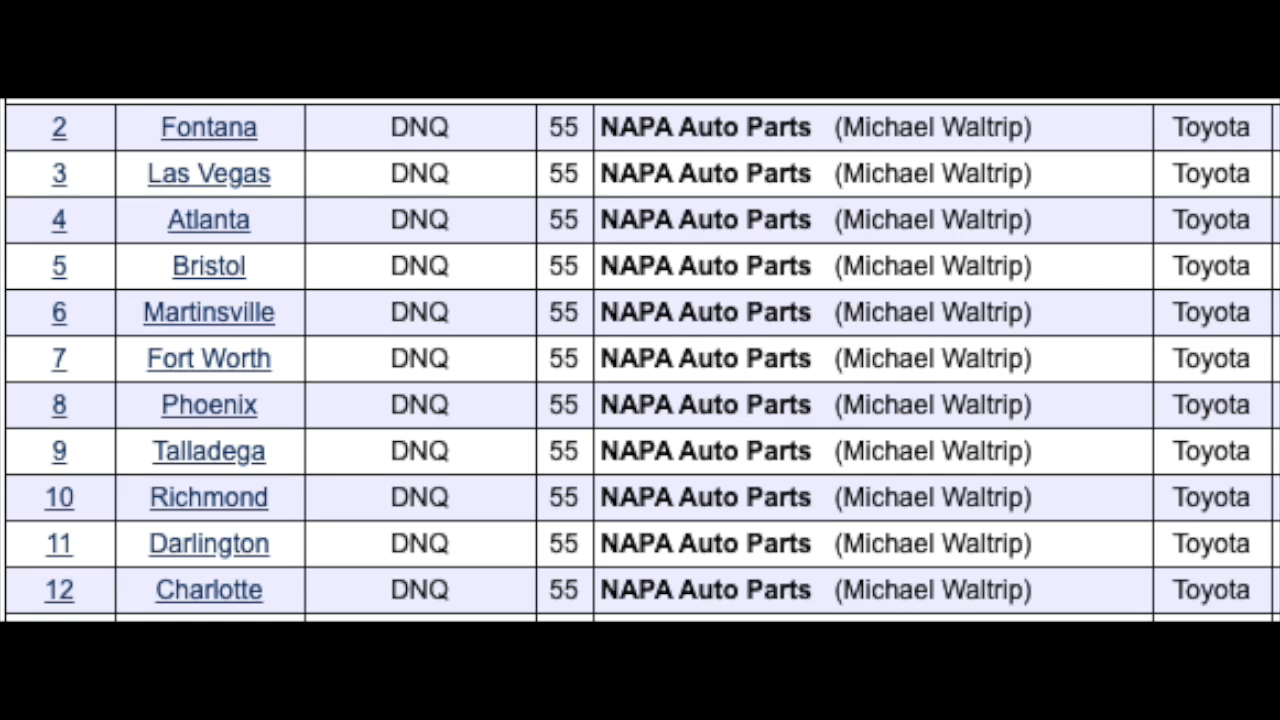 2 Fontana DNQ 55 NAPA Auto Parts (Michael Waltrip) Toyota
3 Las Vegas DNQ 55 NAPA Auto Parts (Michael Waltrip) Toyota
4 Atlanta DNQ 55 NAPA Auto Parts (Michael Waltrip) Toyota
5 Bristol DNQ 55 NAPA Auto Parts (Michael Waltrip) Toyota
6 Martinsville DNQ 55 NAPA Auto Parts (Michael Waltrip) Toyota
7 Fort Worth DNQ 55 NAPA Auto Parts (Michael Waltrip) Toyota
8 Phoenix DNQ 55 NAPA Auto Parts (Michael Waltrip) Toyota
9 Talladega DNQ 55 NAPA Auto Parts (Michael Waltrip) Toyota
10 Richmond DNQ 55 NAPA Auto Parts (Michael Waltrip) Toyota
11 Darlington DNQ 55 NAPA Auto Parts (Michael Waltrip) Toyota
12 Charlotte DNQ 55 NAPA Auto Parts (Michael Waltrip) Toyota